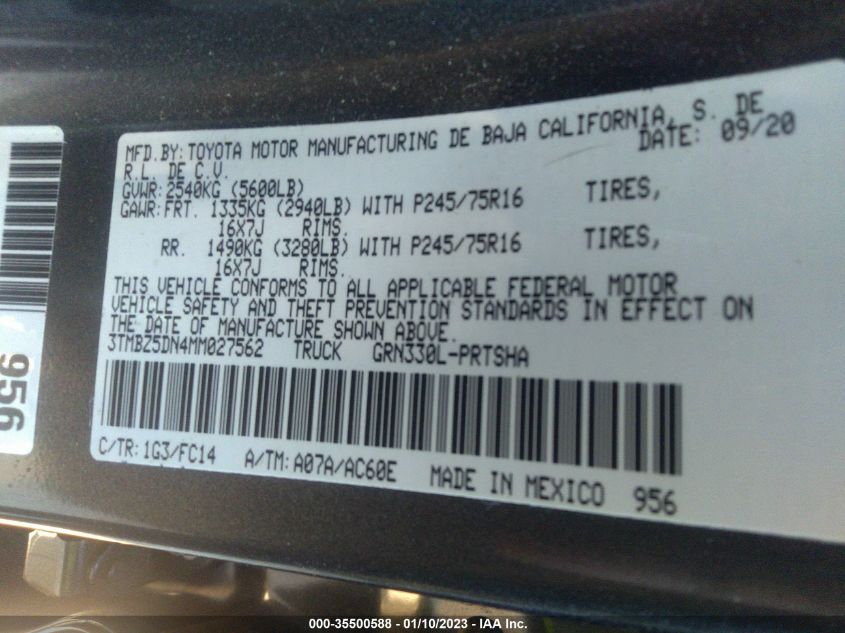 MFD.BY:TOYOTA MOTOR MANUFACTURING DE BAJA CALIFORNIA, S. DE
R.L. DE C.V. DATE: 09/20
GVWR:2540KG (5600LB)
GAWR:FRT. 1335KG (2940LB) WITH P245/75R16 TIRES,
16X7J RIMS.
RR. 1490KG (3280LB) WITH P245/75R16 TIRES,
16X7J RIMS.
THIS VEHICLE CONFORMS TO ALL APPLICABLE FEDERAL MOTOR
VEHICLE SAFETY AND THEFT PREVENTION STANDARDS IN EFFECT ON
THE DATE OF MANUFACTURE SHOWN ABOVE.
3TMBZ5DN4MM027562 TRUCK GRN330L-PRTSHA
C/TR:1G3/FC14 A/TM:A07A/AC60E MADE IN MEXICO 956
956
000-35500588 — 01/10/2023 — IAA Inc.